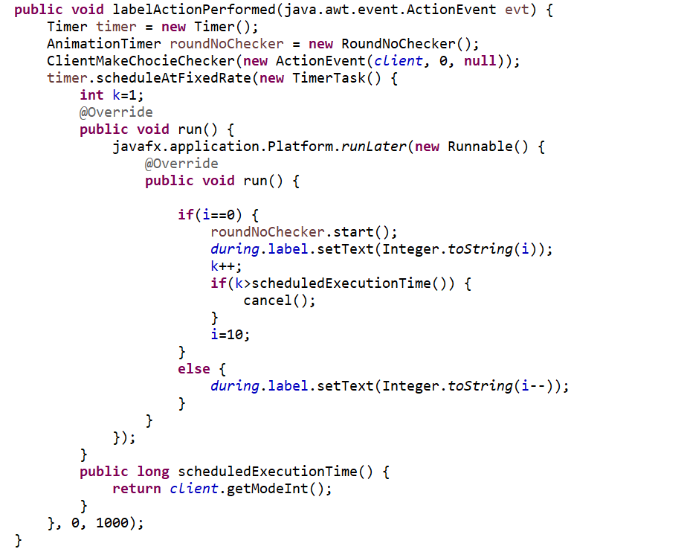 public void labelActionPerformed(java.awt.event.ActionEvent evt) {
Timer timer = new Timer();
AnimationTimer roundNoChecker = new RoundNoChecker();
ClientMakeChocieChecker(new ActionEvent(client, 0, null));
timer.scheduleAtFixedRate(new TimerTask() {
int k=1;
@Override
public void run() {
javafx.application.Platform.runLater(new Runnable() {
@Override
public void run() {
if(i==0) {
roundNoChecker.start();
during.label.setText(Integer.toString(i));
k++;
if(k>scheduledExecutionTime()) {
cancel();
}
i=10;
}
else {
during.label.setText(Integer.toString(i--));
}
}
});
}
public long scheduledExecutionTime() {
return client.getModeInt();
}
}, 0, 1000);
}